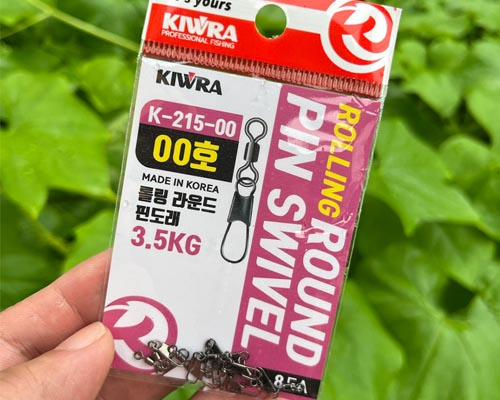 yours
KIWRA
PROFESSIONAL FISHING
KIWRA
K-215-00
00호
MADE IN KOREA
롤링 라운드
핀도래
3.5KG
ROLLING ROUND
PIN SWIVEL